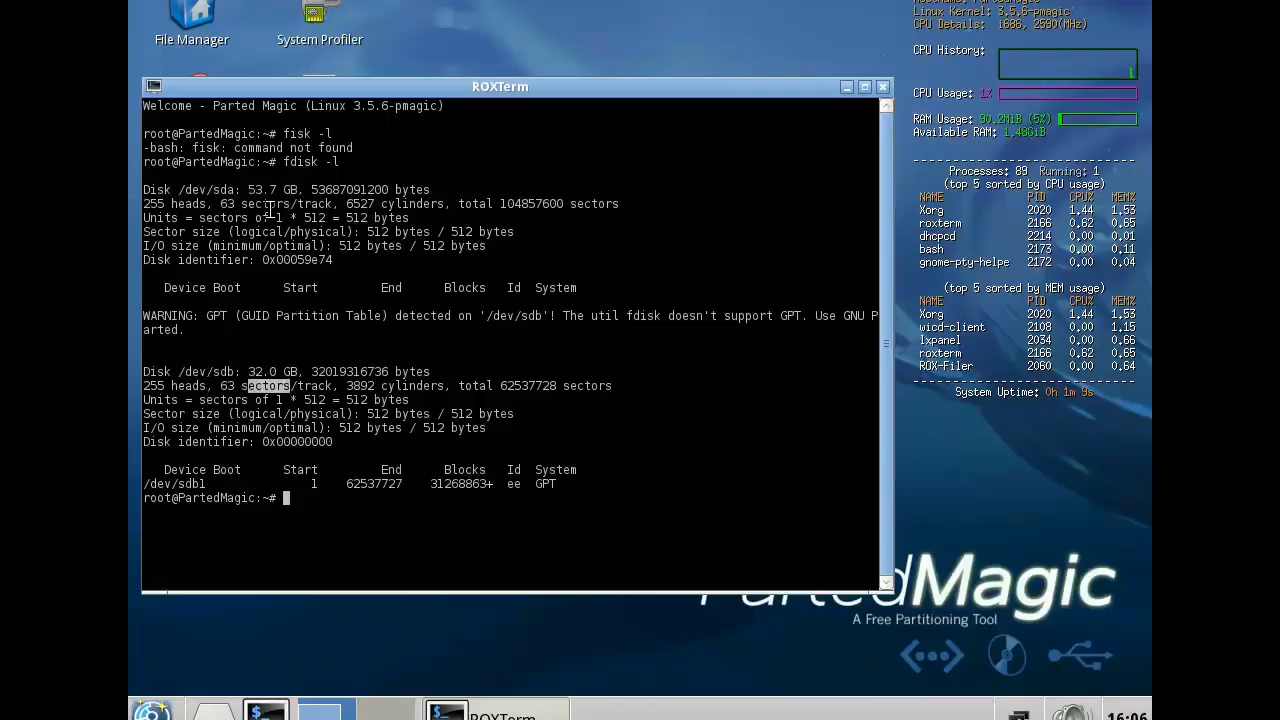 File Manager
System Profiler
Linux Kernel: 3.5.6-pmagic
CPU Details: i686, 2590(MHz)
CPU History:
CPU Usage: 1%
RAM Usage: 90.2MiB (5%)
Available RAM: 1.48GiB
Processes: 89 Running: 1
(top 5 sorted by CPU usage)
NAME PID CPU% MEM%
Xorg 2020 1.44 1.53
roxterm 2166 0.62 0.65
dhcpcd 2214 0.00 0.01
bash 2173 0.00 0.11
gnome-pty-helpe 2172 0.00 0.04
(top 5 sorted by MEM usage)
NAME PID CPU% MEM%
Xorg 2020 1.44 1.53
wicd-client 2108 0.00 1.15
lxpanel 2034 0.00 0.66
roxterm 2166 0.62 0.65
ROX-Filer 2060 0.00 0.64
System Uptime: 0h 1m 9s
ROXTerm
Welcome - Parted Magic (Linux 3.5.6-pmagic)
root@PartedMagic:~# fisk -l
-bash: fisk: command not found
root@PartedMagic:~# fdisk -l
Disk /dev/sda: 53.7 GB, 53687091200 bytes
255 heads, 63 sectors/track, 6527 cylinders, total 104857600 sectors
Units = sectors of 1 * 512 = 512 bytes
Sector size (logical/physical): 512 bytes / 512 bytes
I/O size (minimum/optimal): 512 bytes / 512 bytes
Disk identifier: 0x00059e74
Device Boot Start End Blocks Id System
WARNING: GPT (GUID Partition Table) detected on '/dev/sdb'! The util fdisk doesn't support GPT. Use GNU P
arted.
Disk /dev/sdb: 32.0 GB, 32019316736 bytes
255 heads, 63 sectors/track, 3892 cylinders, total 62537728 sectors
Units = sectors of 1 * 512 = 512 bytes
Sector size (logical/physical): 512 bytes / 512 bytes
I/O size (minimum/optimal): 512 bytes / 512 bytes
Disk identifier: 0x00000000
Device Boot Start End Blocks Id System
/dev/sdb1 1 62537727 31268863+ ee GPT
root@PartedMagic:~#
PartedMagic
A Free Partitioning Tool
ROXTerm
16:06